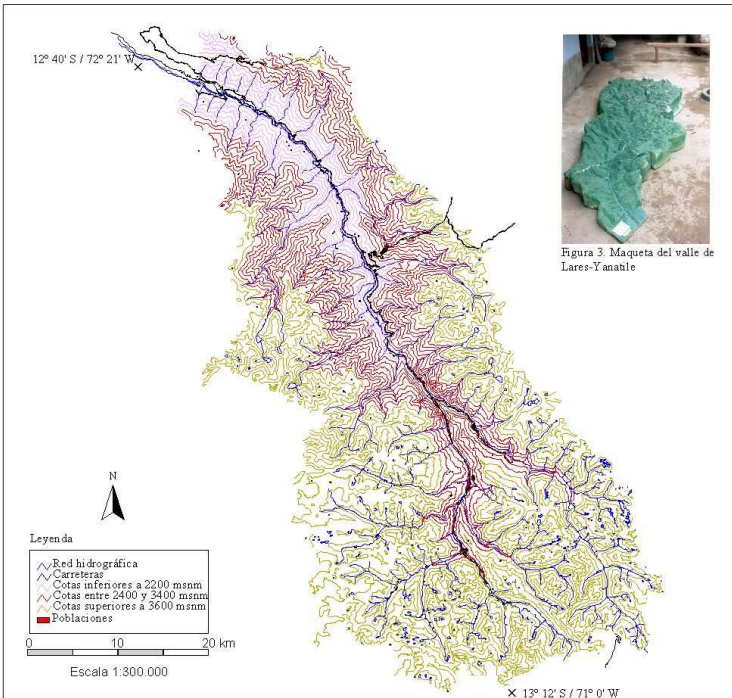 12º 40' S / 72º 21' W
Figura 3. Maqueta del valle de
Lares-Yanatile
N
Leyenda
Red hidrográfica
Carreteras
Cotas inferiores a 2200 msnm
Cotas entre 2400 y 3400 msnm
Cotas superiores a 3600 msnm
Poblaciones
0 10 20 km
Escala 1:300.000
13º 12' S / 71º 0' W